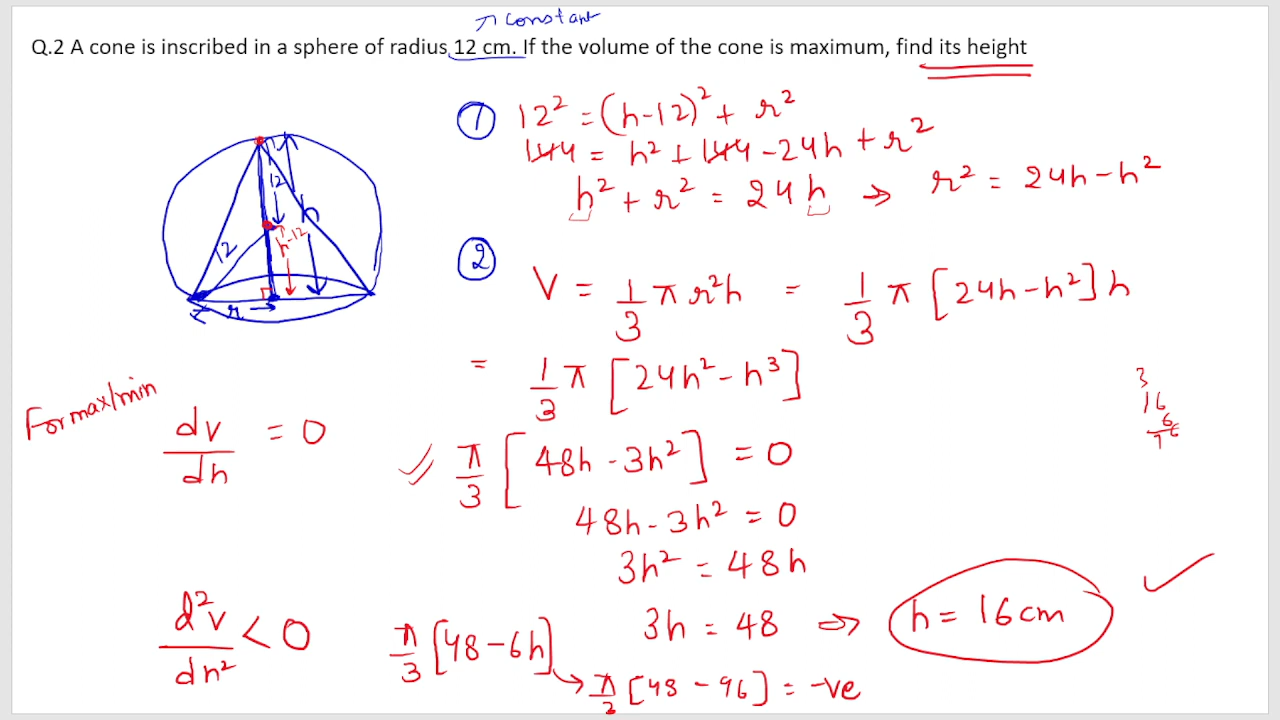 ↗ constant
Q.2 A cone is inscribed in a sphere of radius 12 cm. If the volume of the cone is maximum, find its height
① 12² = (h-12)² + r²
144 = h² + 144 - 24h + r²
h² + r² = 24h ⇒ r² = 24h - h²
12
h
h-12
12
r
② V = 1/3 π r²h = 1/3 π [24h - h²] h
= 1/3 π [24h² - h³]
For max/min
dv/dh = 0
π/3 [48h - 3h²] = 0
48h - 3h² = 0
3h² = 48h
3h = 48 ⇒ h = 16cm
d²v/dh² < 0
π/3 [48 - 6h]
→ π/3 [48 - 96] = -ve
3
16
6